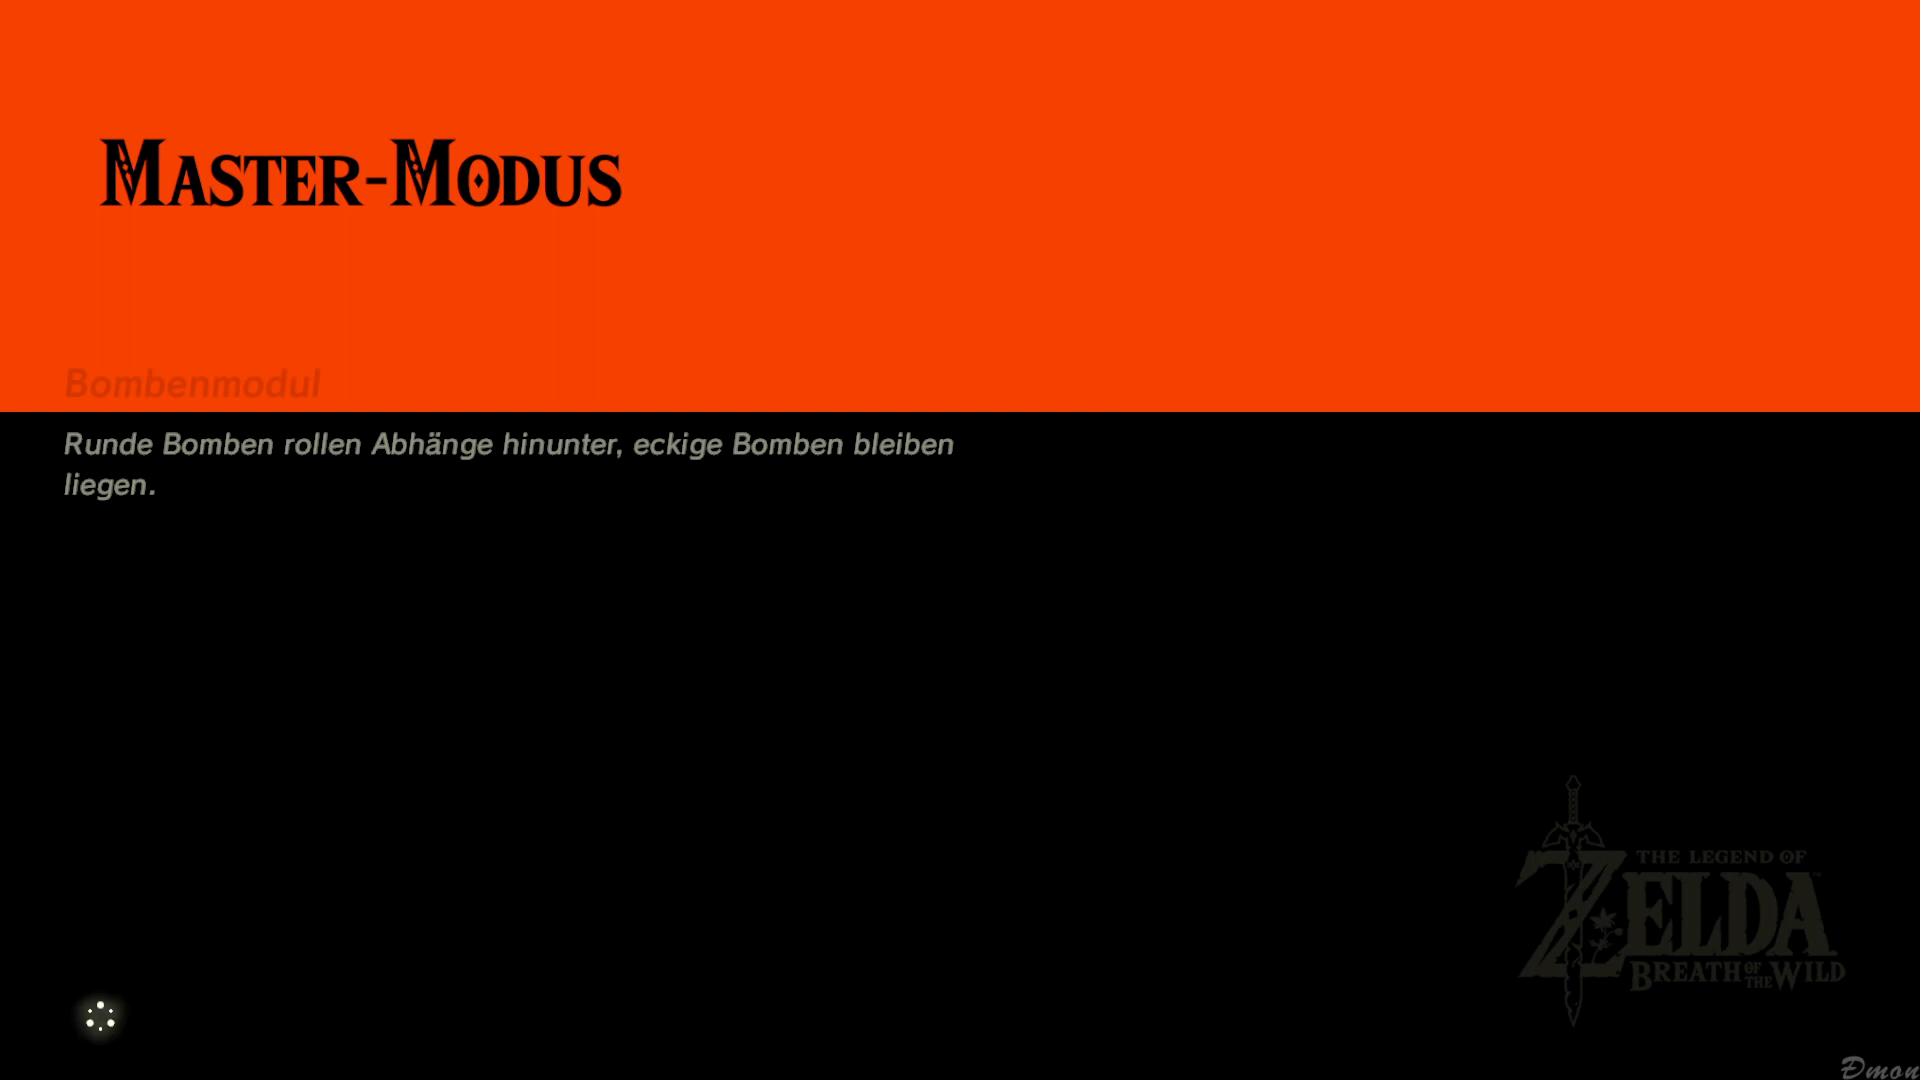 MASTER-MODUS
Bombenmodul
Runde Bomben rollen Abhänge hinunter, eckige Bomben bleiben
liegen.
THE LEGEND OF
ZELDA
BREATH OF THE WILD
Đmon